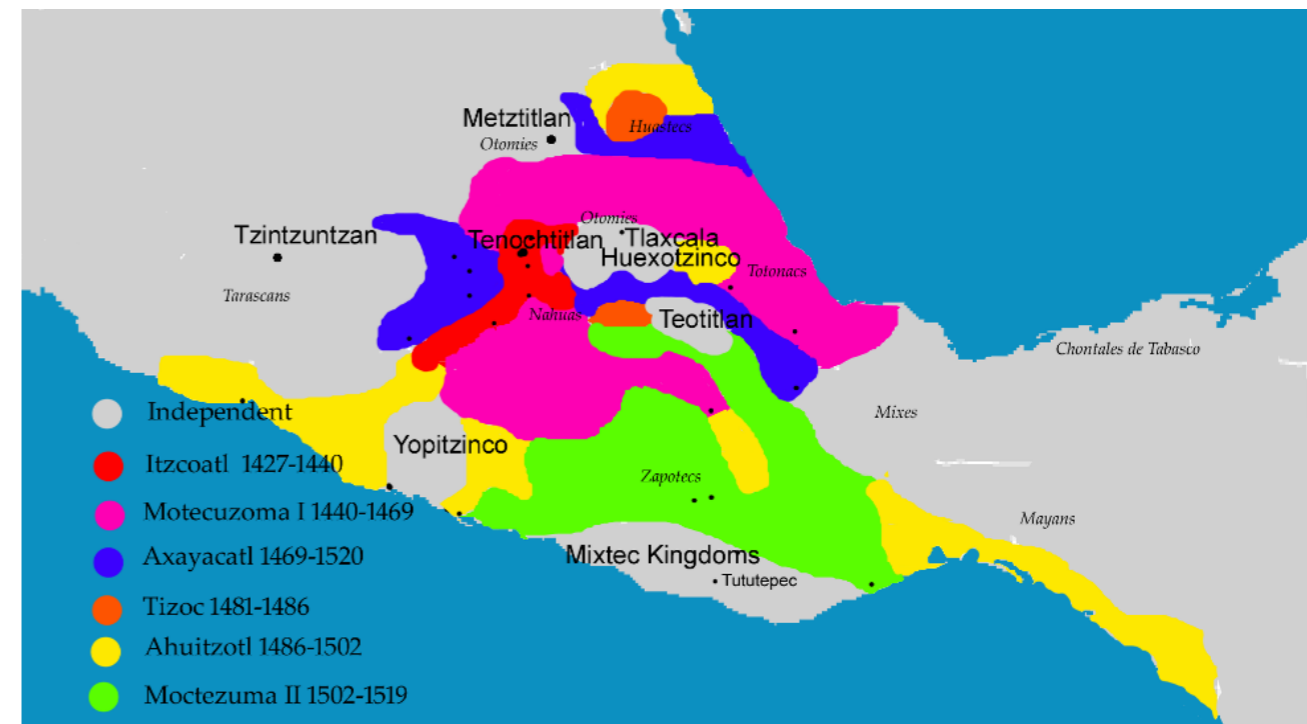 Metztitlan
Otomies
Huastecs
Tzintzuntzan
Otomies
Tenochtitlan
Tlaxcala
Huexotzinco
Totonacs
Tarascans
Nahuas
Teotitlan
Chontales de Tabasco
Mixes
Yopitzinco
Zapotecs
Mayans
Mixtec Kingdoms
Tututepec
Independent
Itzcoatl 1427-1440
Motecuzoma I 1440-1469
Axayacatl 1469-1520
Tizoc 1481-1486
Ahuitzotl 1486-1502
Moctezuma II 1502-1519